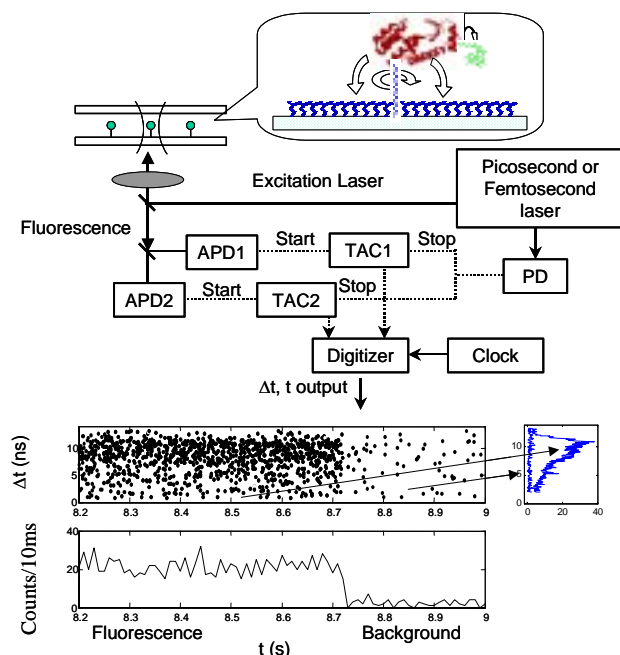 Picosecond or
Femtosecond
laser
Excitation Laser
Fluorescence
APD1
Start
TAC1
Stop
PD
APD2
Start
TAC2
Stop
Digitizer
Clock
Δt, t output
Δt (ns)
10
5
0
8.2 8.3 8.4 8.5 8.6 8.7 8.8 8.9 9
10
5
0
0 20 40
Counts/10ms
40
20
0
8.2 8.3 8.4 8.5 8.6 8.7 8.8 8.9 9
Fluorescence Background
t (s)